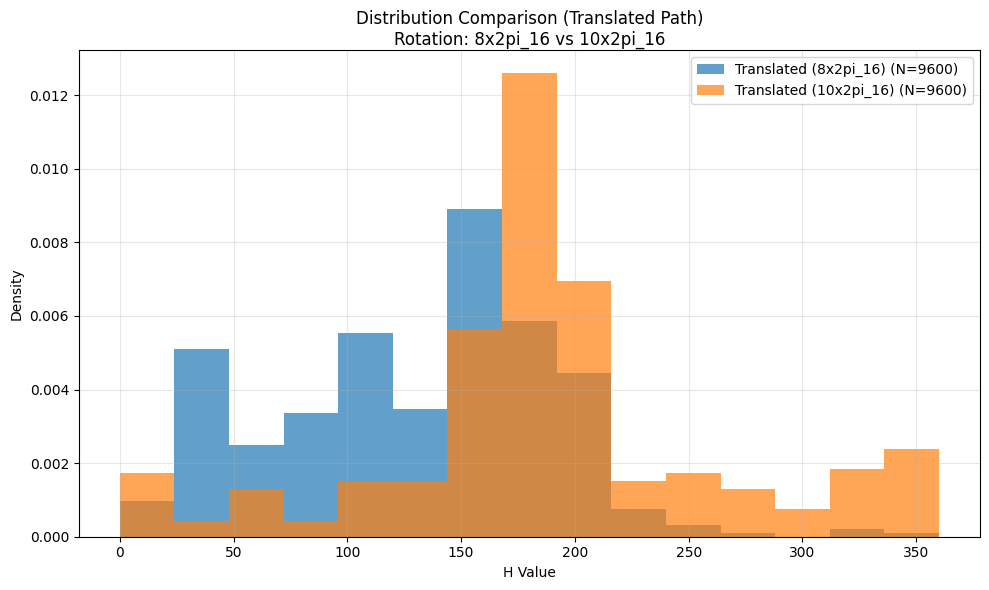 Distribution Comparison (Translated Path)
Rotation: 8x2pi_16 vs 10x2pi_16
Translated (8x2pi_16) (N=9600)
Translated (10x2pi_16) (N=9600)
0.012
0.010
0.008
0.006
0.004
0.002
0.000
Density
0 50 100 150 200 250 300 350
H Value